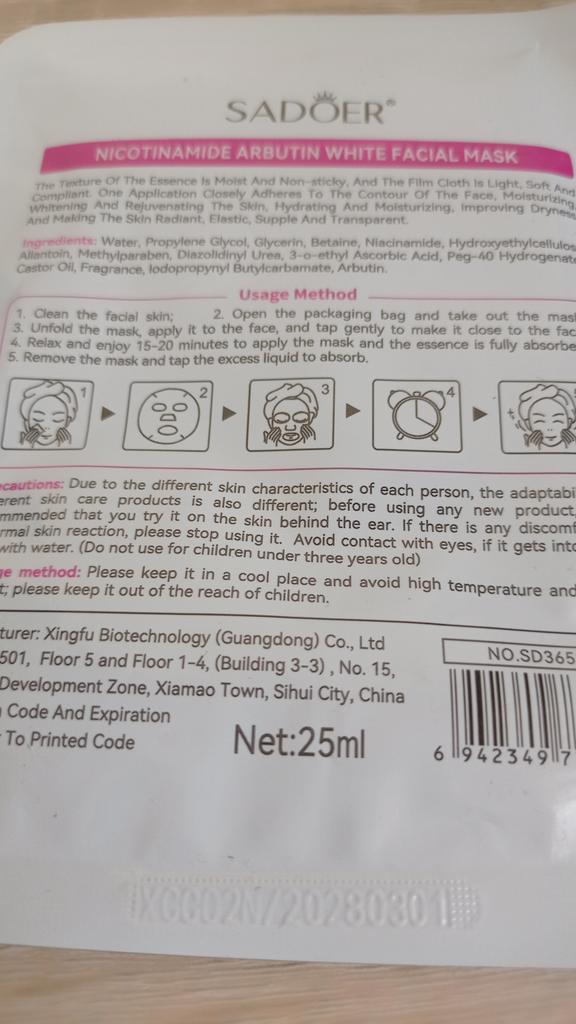 SADOER®
NICOTINAMIDE ARBUTIN WHITE FACIAL MASK
The Texture Of The Essence Is Moist And Non-sticky, And The Film Cloth Is Light, Soft And
Compliant. One Application Closely Adheres To The Contour Of The Face, Moisturizing,
Whitening And Rejuvenating The Skin, Hydrating And Moisturizing, Improving Dryness
And Making The Skin Radiant, Elastic, Supple And Transparent.
Ingredients: Water, Propylene Glycol, Glycerin, Betaine, Niacinamide, Hydroxyethylcellulos
Allantoin, Methylparaben, Diazolidinyl Urea, 3-o-ethyl Ascorbic Acid, Peg-40 Hydrogenate
Castor Oil, Fragrance, Iodopropynyl Butylcarbamate, Arbutin.
Usage Method
1. Clean the facial skin; 2. Open the packaging bag and take out the mas
3. Unfold the mask, apply it to the face, and tap gently to make it close to the fac
4. Relax and enjoy 15-20 minutes to apply the mask and the essence is fully absorbe
5. Remove the mask and tap the excess liquid to absorb.
1 2 3 4
ecautions: Due to the different skin characteristics of each person, the adaptabi
erent skin care products is also different; before using any new product,
mmended that you try it on the skin behind the ear. If there is any discomf
rmal skin reaction, please stop using it. Avoid contact with eyes, if it gets into
with water. (Do not use for children under three years old)
ge method: Please keep it in a cool place and avoid high temperature and
t; please keep it out of the reach of children.
turer: Xingfu Biotechnology (Guangdong) Co., Ltd
501, Floor 5 and Floor 1-4, (Building 3-3) , No. 15,
Development Zone, Xiamao Town, Sihui City, China
Code And Expiration
To Printed Code
Net:25ml
NO.SD365
6 942349 7
XCC02N/20280301